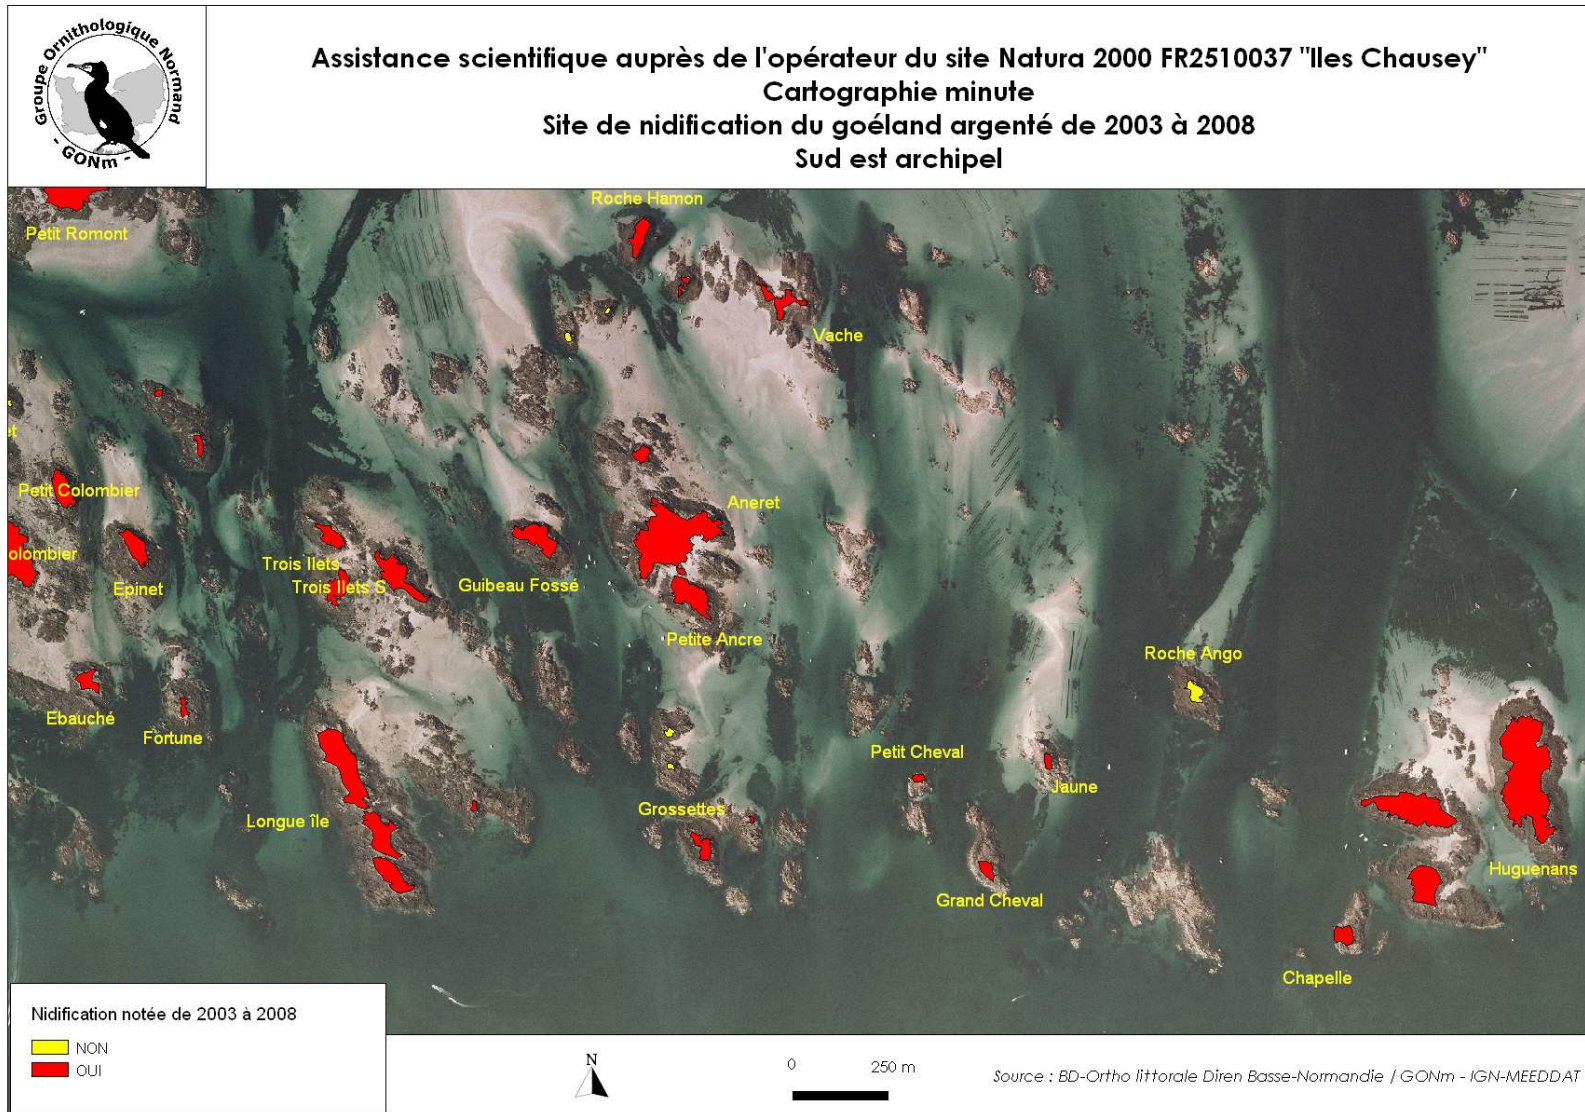 Groupe Ornithologique Normand
- GONm -
Assistance scientifique auprès de l'opérateur du site Natura 2000 FR2510037 "Iles Chausey"
Cartographie minute
Site de nidification du goéland argenté de 2003 à 2008
Sud est archipel
Roche Hamon
Petit Romont
Vache
et
Petit Colombier
Aneret
olombier
Epinet
Trois Ilets
Trois Ilets S
Guibeau Fossé
Petite Ancre
Roche Ango
Ebauché
Fortune
Petit Cheval
Jaune
Longue île
Grossettes
Huguenans
Grand Cheval
Chapelle
Nidification notée de 2003 à 2008
NON
OUI
N
0 250 m
Source : BD-Ortho littorale Diren Basse-Normandie / GONm - IGN-MEEDDAT